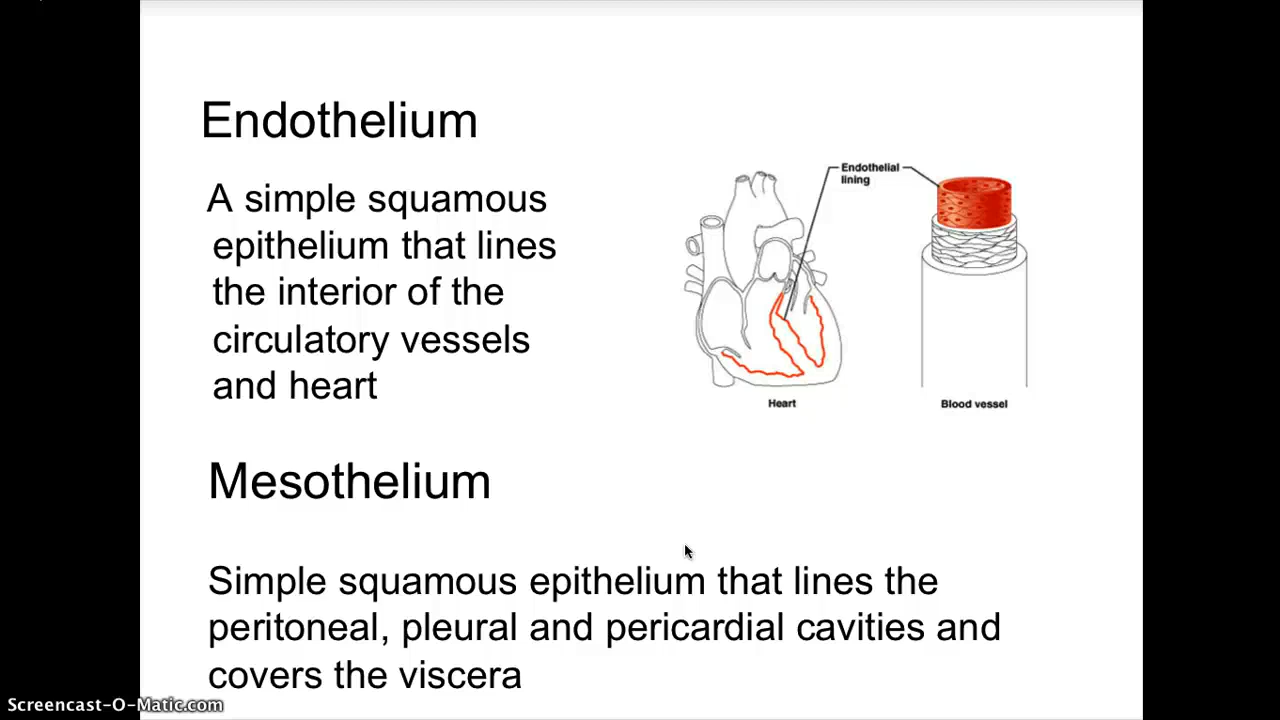 Endothelium
A simple squamous
epithelium that lines
the interior of the
circulatory vessels
and heart
Endothelial
lining
Heart
Blood vessel
Mesothelium
Simple squamous epithelium that lines the
peritoneal, pleural and pericardial cavities and
covers the viscera
Screencast-O-Matic.com